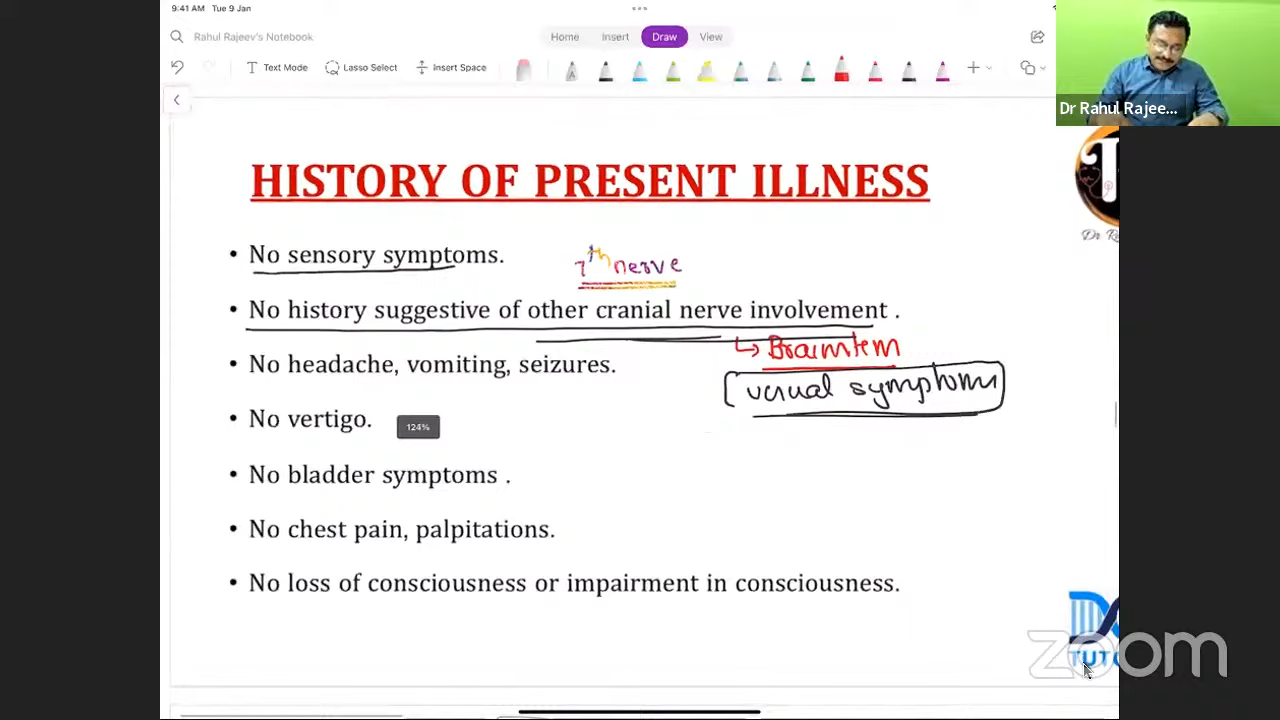 9:41 AM Tue 9 Jan
Rahul Rajeev's Notebook
Home Insert Draw View
Text Mode Lasso Select Insert Space
Dr Rahul Rajee...
HISTORY OF PRESENT ILLNESS
• No sensory symptoms.
7th nerve
• No history suggestive of other cranial nerve involvement .
↳ Brainstem
• No headache, vomiting, seizures.
visual symptoms
• No vertigo.
124%
• No bladder symptoms .
• No chest pain, palpitations.
• No loss of consciousness or impairment in consciousness.
zoom